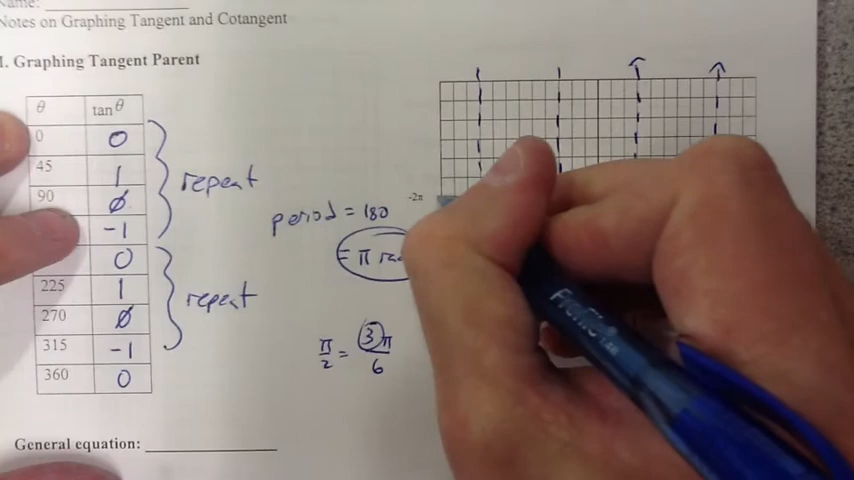 Name:
Notes on Graphing Tangent and Cotangent
I. Graphing Tangent Parent
θ tanθ
0 0
45 1
90 ∅
-1
0
225 1
270 ∅
315 -1
360 0
repeat
repeat
period = 180
= π
π/2 = 3π/6
-2π
General equation: